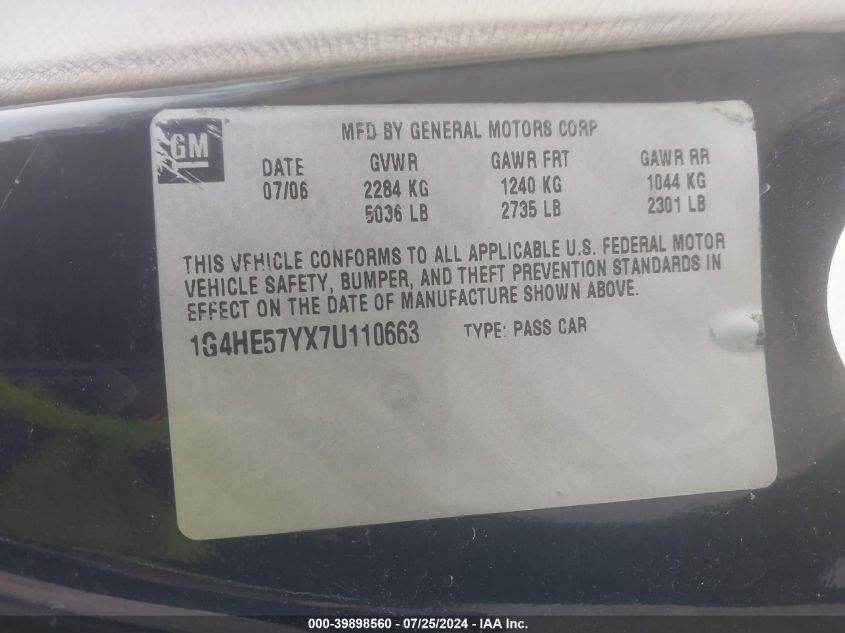 GM
MFD BY GENERAL MOTORS CORP
DATE GVWR GAWR FRT GAWR RR
07/06 2284 KG 1240 KG 1044 KG
5036 LB 2735 LB 2301 LB
THIS VEHICLE CONFORMS TO ALL APPLICABLE U.S. FEDERAL MOTOR
VEHICLE SAFETY, BUMPER, AND THEFT PREVENTION STANDARDS IN
EFFECT ON THE DATE OF MANUFACTURE SHOWN ABOVE.
1G4HE57YX7U110663 TYPE: PASS CAR
000-39898560 - 07/25/2024 - IAA Inc.